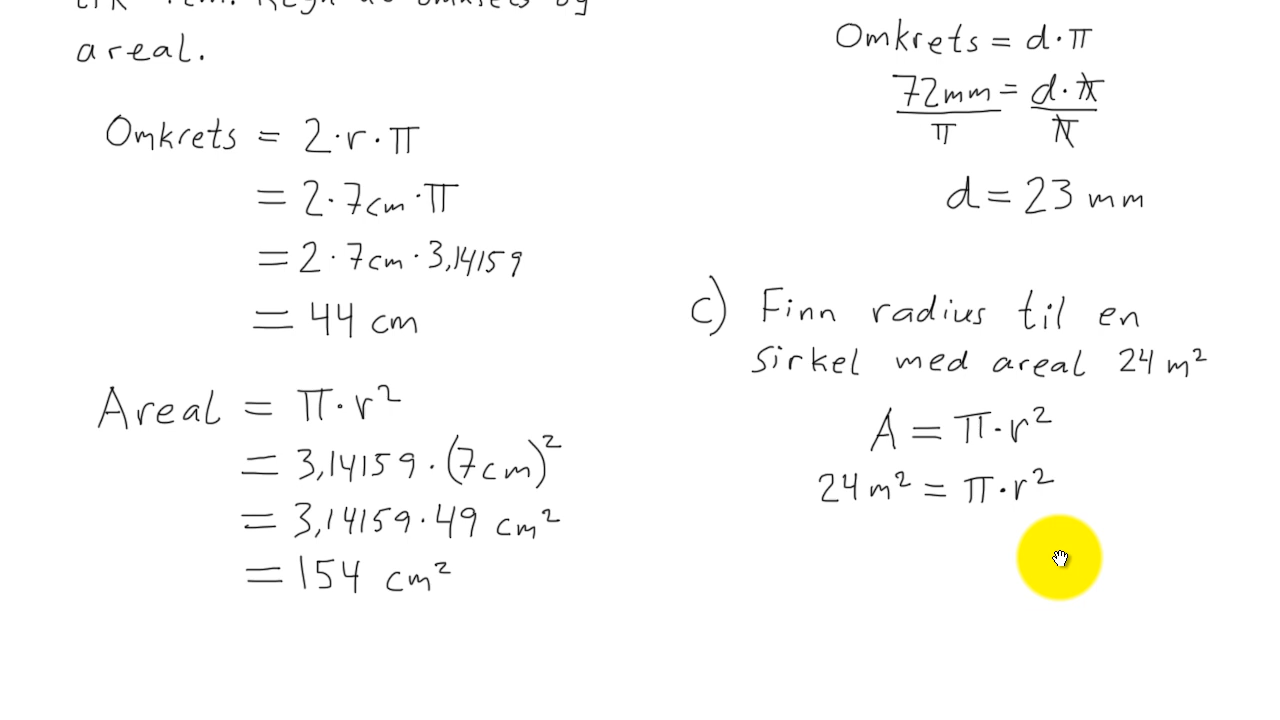 areal.
Omkrets = 2·r·π
= 2·7cm·π
= 2·7cm·3,14159
= 44 cm
Areal = π·r²
= 3,14159·(7cm)²
= 3,14159·49 cm²
= 154 cm²
Omkrets = d·π
72mm = d·π
π π
d = 23 mm
c) Finn radius til en
sirkel med areal 24 m²
A = π·r²
24 m² = π·r²